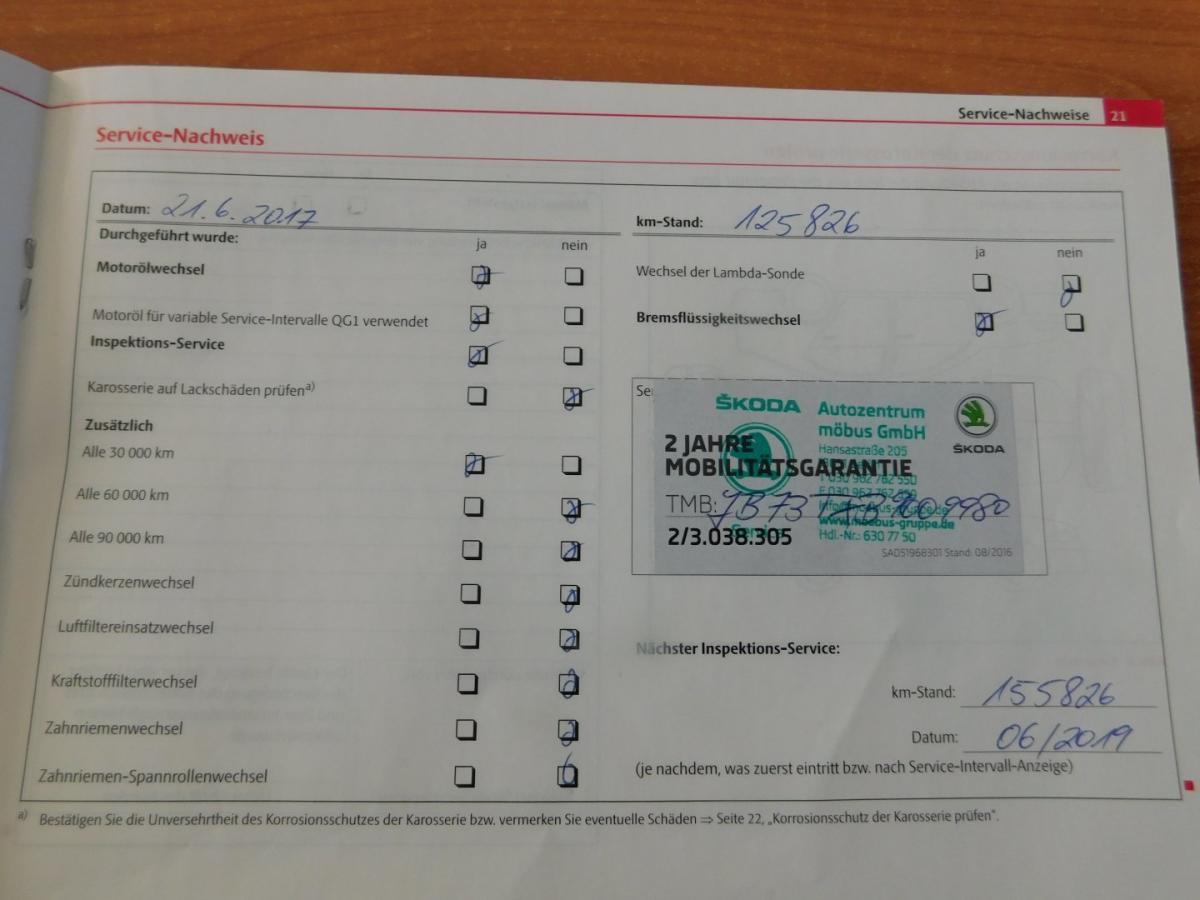 Service-Nachweise 21
Service-Nachweis
Datum: 21.6.2017
Durchgeführt wurde: ja nein
Motorölwechsel
Motoröl für variable Service-Intervalle QG1 verwendet
Inspektions-Service
Karosserie auf Lackschäden prüfen a)
Zusätzlich
Alle 30 000 km
Alle 60 000 km
Alle 90 000 km
Zündkerzenwechsel
Luftfiltereinsatzwechsel
Kraftstofffilterwechsel
Zahnriemenwechsel
Zahnriemen-Spannrollenwechsel
km-Stand: 125826
ja nein
Wechsel der Lambda-Sonde
Bremsflüssigkeitswechsel
Se
ŠKODA Autozentrum
möbus GmbH
Hansastraße 205
ŠKODA
2 JAHRE
MOBILITÄTSGARANTIE
TMB:
www.moebus-gruppe.de
Service
2/3.038.305
Hdl.-Nr.: 630 77 50
SAD51968301 Stand: 08/2016
Nächster Inspektions-Service:
km-Stand: 155826
Datum: 06/2019
(je nachdem, was zuerst eintritt bzw. nach Service-Intervall-Anzeige)
a) Bestätigen Sie die Unversehrtheit des Korrosionsschutzes der Karosserie bzw. vermerken Sie eventuelle Schäden ⇒ Seite 22, „Korrosionsschutz der Karosserie prüfen".